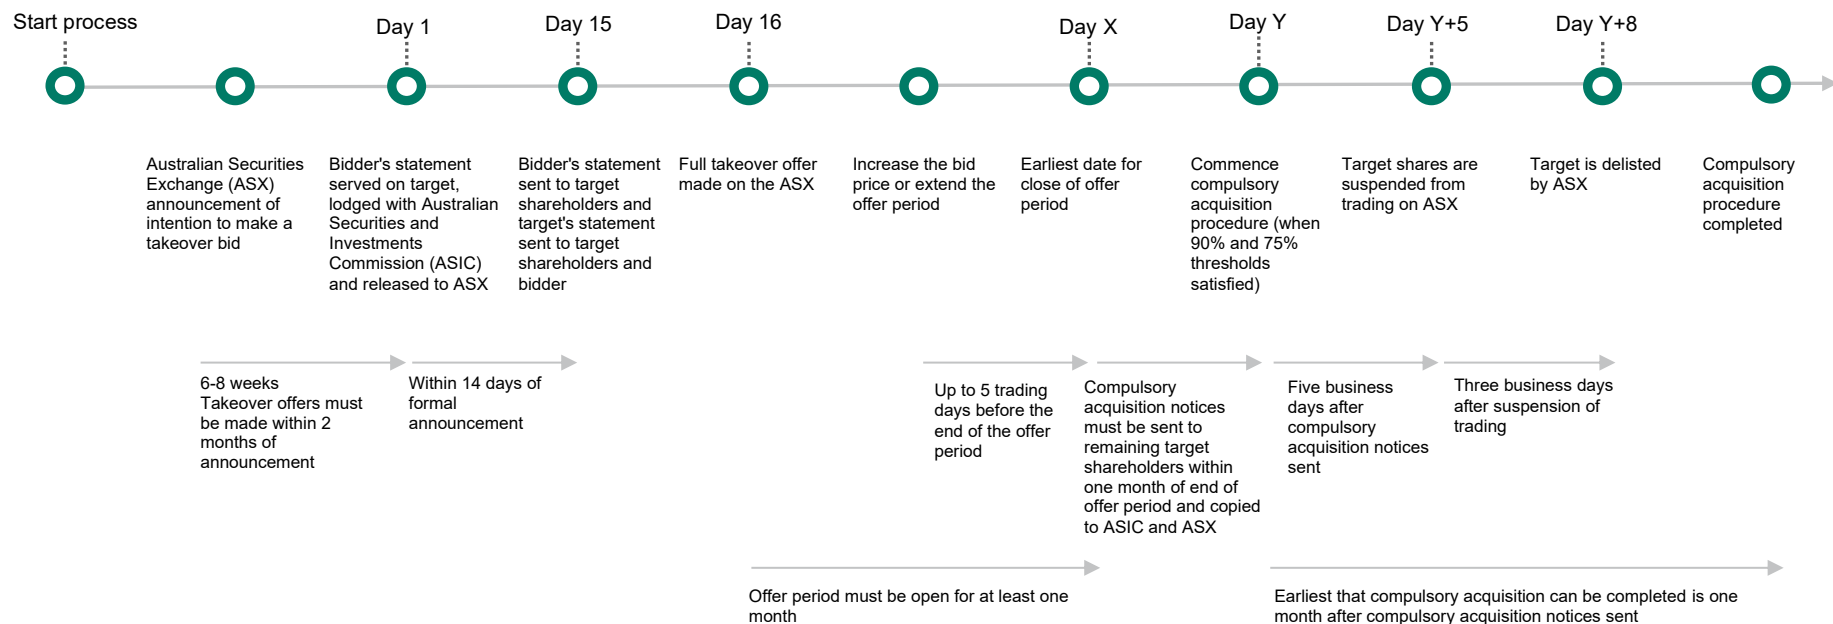 Start process
Day 1
Day 15
Day 16
Day X
Day Y
Day Y+5
Day Y+8
Australian Securities
Exchange (ASX)
announcement of
intention to make a
takeover bid
Bidder's statement
served on target,
lodged with Australian
Securities and
Investments
Commission (ASIC)
and released to ASX
Bidder's statement
sent to target
shareholders and
target's statement
sent to target
shareholders and
bidder
Full takeover offer
made on the ASX
Increase the bid
price or extend the
offer period
Earliest date for
close of offer
period
Commence
compulsory
acquisition
procedure (when
90% and 75%
thresholds
satisfied)
Target shares are
suspended from
trading on ASX
Target is delisted
by ASX
Compulsory
acquisition
procedure
completed
6-8 weeks
Takeover offers must
be made within 2
months of
announcement
Within 14 days of
formal
announcement
Up to 5 trading
days before the
end of the offer
period
Compulsory
acquisition notices
must be sent to
remaining target
shareholders within
one month of end of
offer period and copied
to ASIC and ASX
Five business
days after
compulsory
acquisition notices
sent
Three business days
after suspension of
trading
Offer period must be open for at least one
month
Earliest that compulsory acquisition can be completed is one
month after compulsory acquisition notices sent